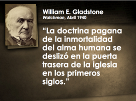 William E. Gladstone
Watchman, Abril 1940
"La doctrina pagana
de la inmortalidad
del alma humana se
deslizó en la puerta
trasera de la iglesia
en los primeros
siglos."